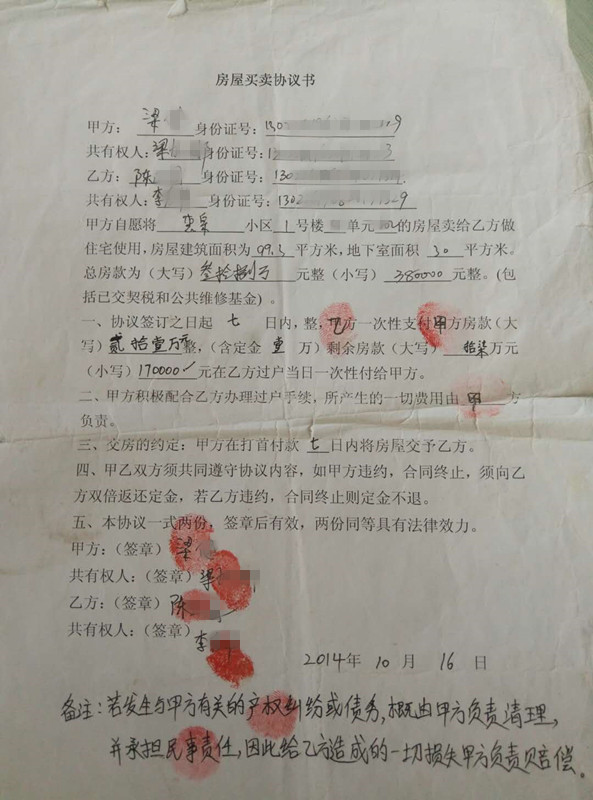 房屋买卖协议书
甲方：梁 身份证号：130 9
共有权人：梁 身份证号：1 3
乙方：陈 身份证号：130
共有权人：李 身份证号：1302 29
甲方自愿将 小区 1 号楼 单元 的房屋卖给乙方做
住宅使用，房屋建筑面积为 99.3 平方米，地下室面积 30 平方米。
总房款为（大写）叁拾捌万 元整（小写）380000 元整。(包
括已交契税和公共维修基金）。
一、协议签订之日起 七 日内，整，乙方一次性支付甲方房款（大
写）贰拾壹万元整，（含定金 壹 万）剩余房款（大写）拾柒万元
（小写）170000 元在乙方过户当日一次性付给甲方。
二、甲方积极配合乙方办理过户手续，所产生的一切费用由 甲 方
负责。
三、交房的约定：甲方在打首付款 七 日内将房屋交予乙方。
四、甲乙双方须共同遵守协议内容，如甲方违约，合同终止，须向乙
方双倍返还定金，若乙方违约，合同终止则定金不退。
五、本协议一式两份，签章后有效，两份同等具有法律效力。
甲方：（签章）梁
共有权人：（签章）梁
乙方：（签章）陈
共有权人：（签章）李
2014年 10 月 16 日
备注：若发生与甲方有关的产权纠纷或债务，概由甲方负责清理，
并承担民事责任，因此给乙方造成的一切损失甲方负责赔偿。